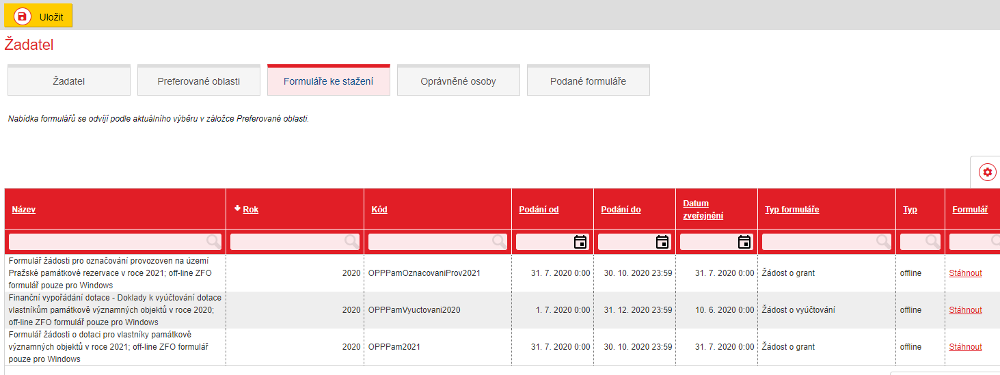 Uložit
Žadatel
Žadatel
Preferované oblasti
Formuláře ke stažení
Oprávněné osoby
Podané formuláře
Nabídka formulářů se odvíjí podle aktuálního výběru v záložce Preferované oblasti.
Název
Rok
Kód
Podání od
Podání do
Datum
zveřejnění
Typ formuláře
Typ
Formulář
Formulář žádosti pro označování provozoven na území
Pražské památkové rezervace v roce 2021; off-line ZFO
formulář pouze pro Windows
2020
OPPPamOznacovaniProv2021
31. 7. 2020 0:00
30. 10. 2020 23:59
31. 7. 2020 0:00
Žádost o grant
offline
Stáhnout
Finanční vypořádání dotace - Doklady k vyúčtování dotace
vlastníkům památkově významných objektů v roce 2020;
off-line ZFO formulář pouze pro Windows
2020
OPPPamVyuctovani2020
1. 7. 2020 0:00
31. 12. 2020 23:59
10. 6. 2020 0:00
Žádost o vyúčtování
offline
Stáhnout
Formulář žádosti o dotaci pro vlastníky památkově
významných objektů v roce 2021; off-line ZFO formulář
pouze pro Windows
2020
OPPPam2021
31. 7. 2020 0:00
30. 10. 2020 23:59
31. 7. 2020 0:00
Žádost o grant
offline
Stáhnout